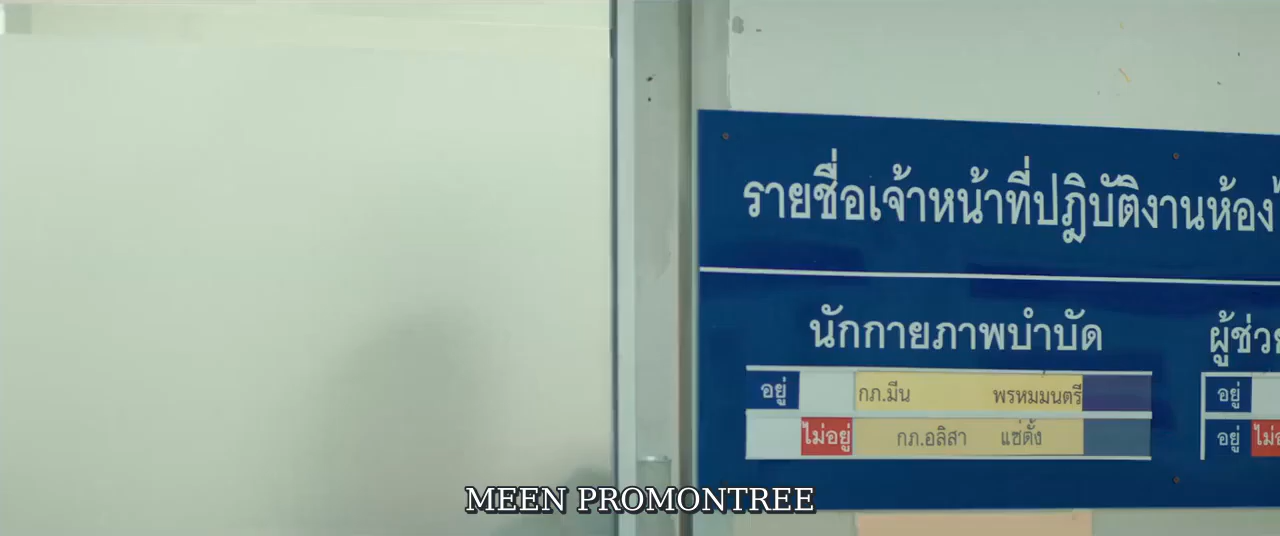 รายชื่อเจ้าหน้าที่ปฏิบัติงานห้อง
นักกายภาพบำบัด
ผู้ช่วย
อยู่ กภ.มีน พรหมมนตรี อยู่
ไม่อยู่ กภ.อลิสา แซ่ตั้ง อยู่
MEEN PROMONTREE